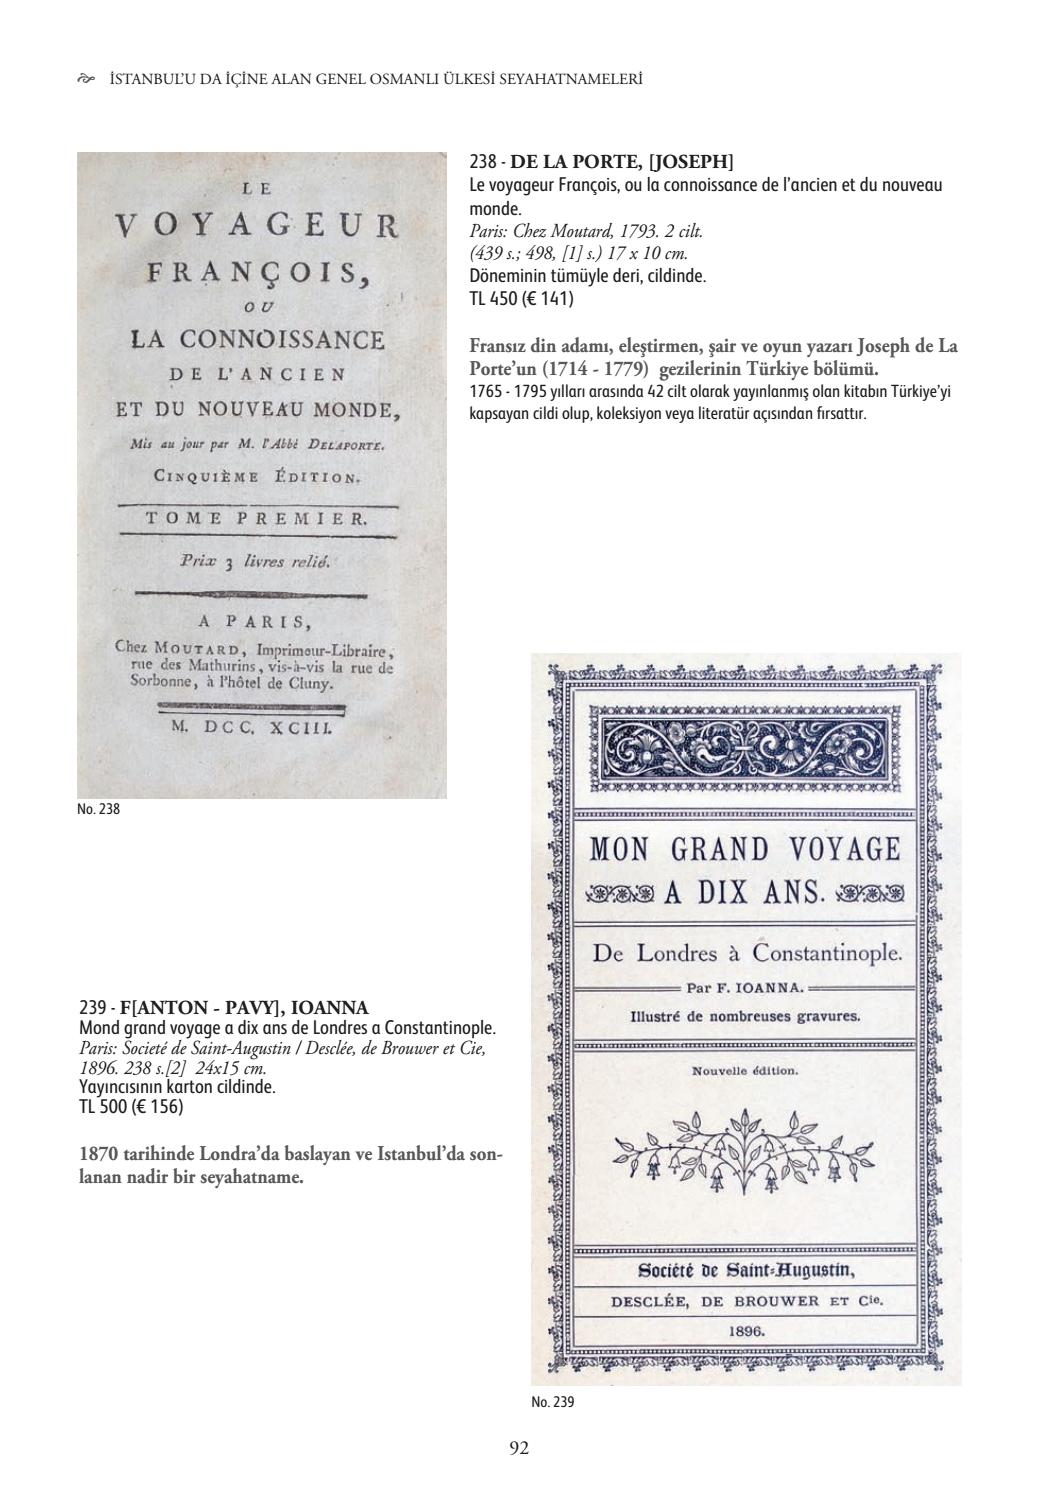 İSTANBUL'U DA İÇİNE ALAN GENEL OSMANLI ÜLKESİ SEYAHATNAMELERİ
LE
VOYAGEUR
FRANÇOIS,
OU
LA CONNOISSANCE
DE L'ANCIEN
ET DU NOUVEAU MONDE,
Mis au jour par M. l'Abbé DELAPORTE.
CINQUIÈME ÉDITION.
TOME PREMIER.
Prix 3 livres relié.
A PARIS,
Chez MOUTARD, Imprimeur-Libraire,
rue des Mathurins, vis-à-vis la rue de
Sorbonne, à l'hôtel de Cluny.
M. DCC. XCIII.
No. 238
238 - DE LA PORTE, [JOSEPH]
Le voyageur François, ou la connoissance de l'ancien et du nouveau
monde.
Paris: Chez Moutard, 1793. 2 cilt.
(439 s.; 498, [1] s.) 17 x 10 cm.
Döneminin tümüyle deri, cildinde.
TL 450 (€ 141)
Fransız din adamı, eleştirmen, şair ve oyun yazarı Joseph de La
Porte'un (1714 - 1779) gezilerinin Türkiye bölümü.
1765 - 1795 yılları arasında 42 cilt olarak yayınlanmış olan kitabın Türkiye'yi
kapsayan cildi olup, koleksiyon veya literatür açısından fırsattır.
239 - F[ANTON - PAVY], IOANNA
Mond grand voyage a dix ans de Londres a Constantinople.
Paris: Societé de Saint-Augustin / Desclée, de Brouwer et Cie,
1896. 238 s.[2] 24x15 cm.
Yayıncısının karton cildinde.
TL 500 (€ 156)
1870 tarihinde Londra'da baslayan ve Istanbul'da son-
lanan nadir bir seyahatname.
MON GRAND VOYAGE
A DIX ANS.
De Londres à Constantinople.
Par F. IOANNA.
Illustré de nombreuses gravures.
Nouvelle édition.
Société de Saint-Augustin,
DESCLÉE, DE BROUWER ET Cie.
1896.
No. 239
92